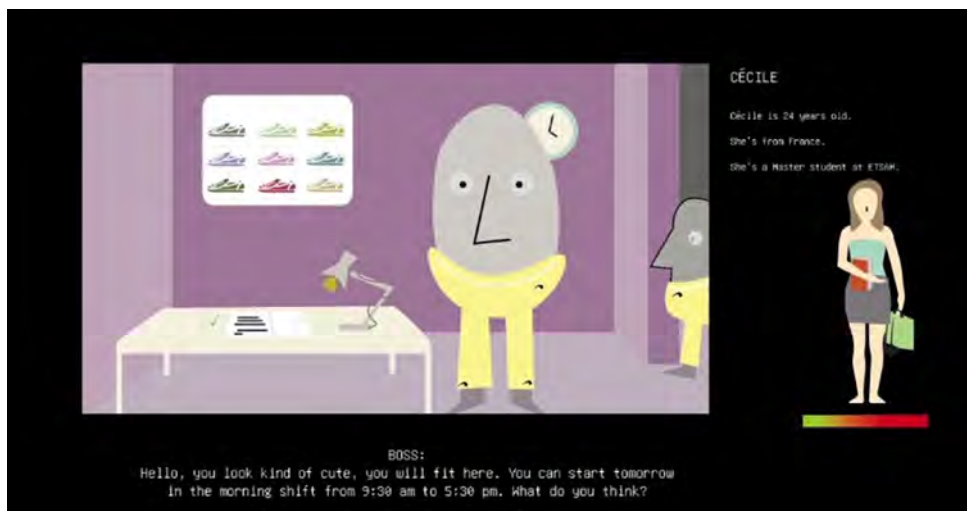 CÉCILE
Cécile is 24 years old.
She's from France.
She's a Master student at ETSAM.
BOSS:
Hello, you look kind of cute, you will fit here. You can start tomorrow
in the morning shift from 9:30 am to 5:30 pm. What do you think?